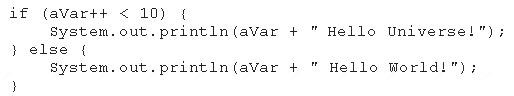 if (aVar++ < 10) {
    System.out.println(aVar + " Hello Universe!");
} else {
    System.out.println(aVar + " Hello World!");
}